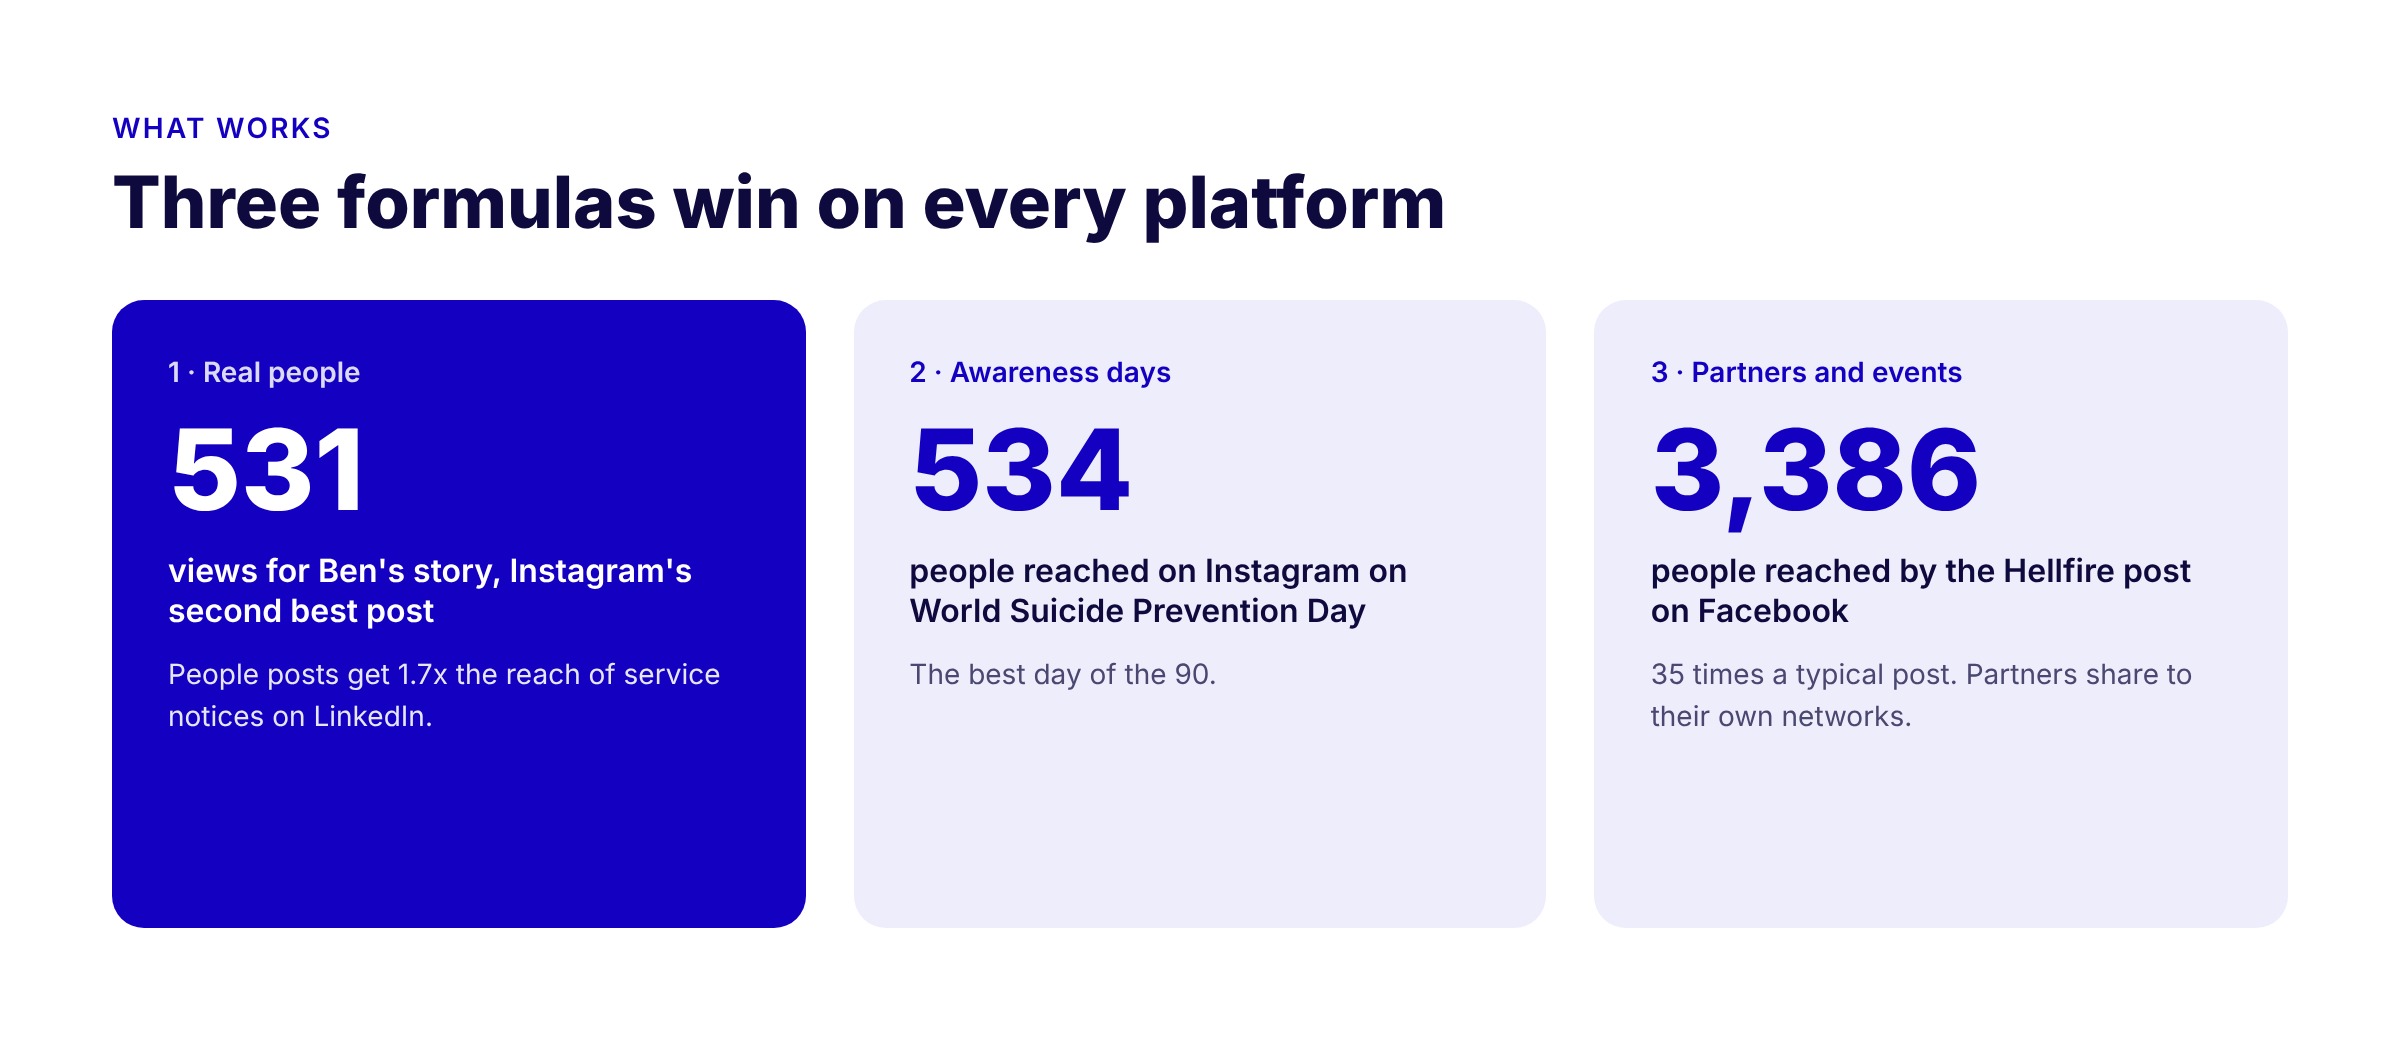 WHAT WORKS
Three formulas win on every platform
1 · Real people
531
views for Ben's story, Instagram's
second best post
People posts get 1.7x the reach of service
notices on LinkedIn.
2 · Awareness days
534
people reached on Instagram on
World Suicide Prevention Day
The best day of the 90.
3 · Partners and events
3,386
people reached by the Hellfire post
on Facebook
35 times a typical post. Partners share to
their own networks.